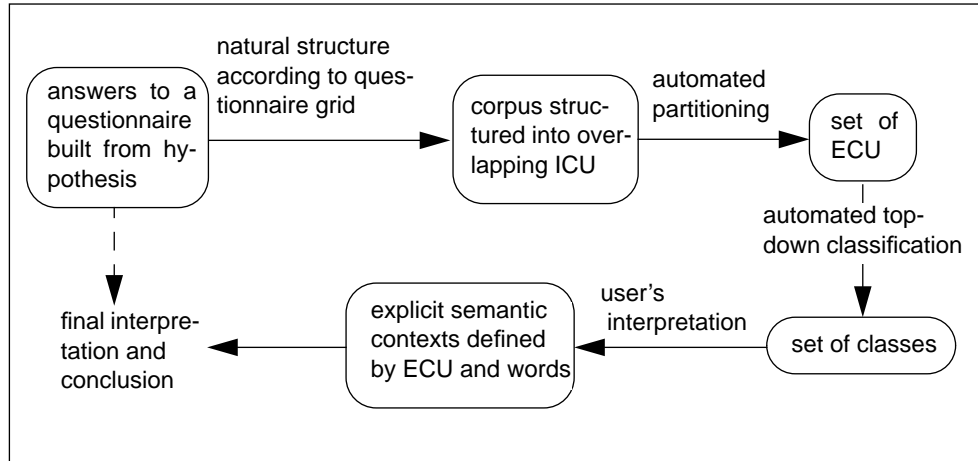 answers to a
questionnaire
built from hy-
pothesis
natural structure
according to ques-
tionnaire grid
corpus struc-
tured into over-
lapping ICU
automated
partitioning
set of
ECU
automated top-
down classification
set of classes
user's
interpretation
explicit semantic
contexts defined
by ECU and words
final interpre-
tation and
conclusion